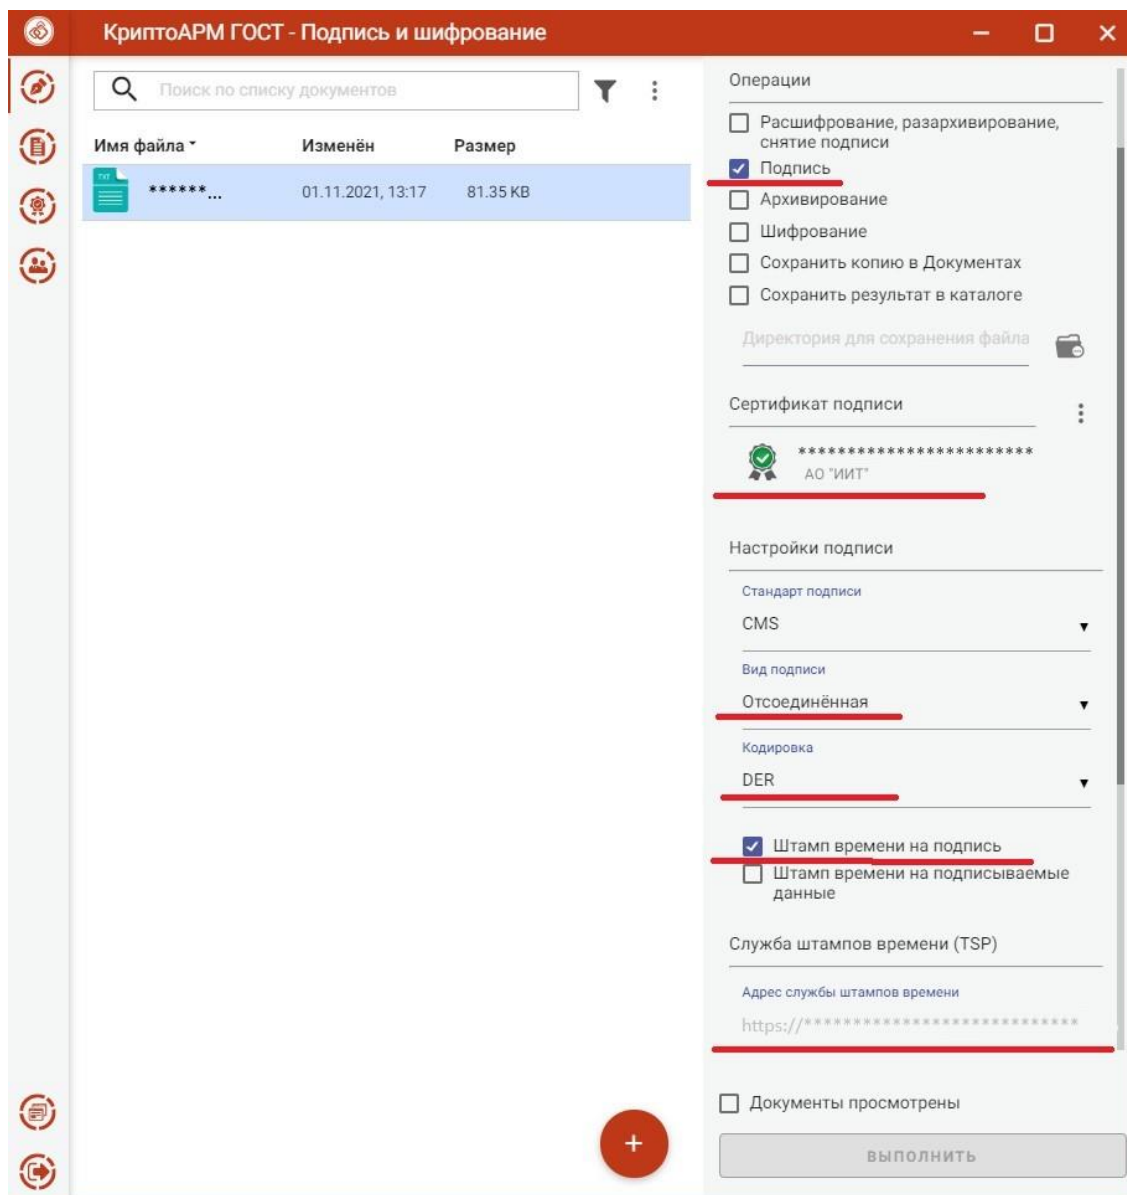 КриптоАРМ ГОСТ - Подпись и шифрование
Поиск по списку документов
Имя файла Изменён Размер
TXT ******... 01.11.2021, 13:17 81.35 KB
Операции
Расшифрование, разархивирование,
снятие подписи
Подпись
Архивирование
Шифрование
Сохранить копию в Документах
Сохранить результат в каталоге
Директория для сохранения файла
Сертификат подписи
************************
АО "ИИТ"
Настройки подписи
Стандарт подписи
CMS
Вид подписи
Отсоединённая
Кодировка
DER
Штамп времени на подпись
Штамп времени на подписываемые
данные
Служба штампов времени (TSP)
Адрес службы штампов времени
https://****************************
Документы просмотрены
+
ВЫПОЛНИТЬ